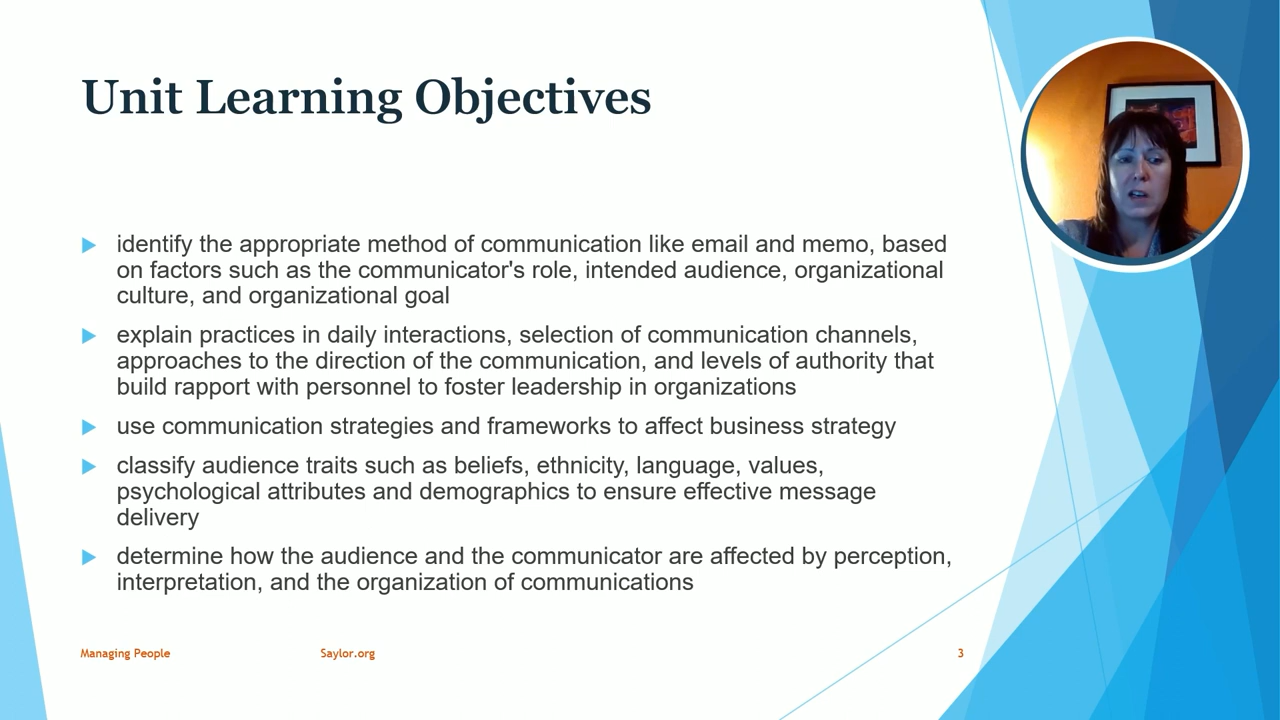 Unit Learning Objectives
identify the appropriate method of communication like email and memo, based
on factors such as the communicator's role, intended audience, organizational
culture, and organizational goal
explain practices in daily interactions, selection of communication channels,
approaches to the direction of the communication, and levels of authority that
build rapport with personnel to foster leadership in organizations
use communication strategies and frameworks to affect business strategy
classify audience traits such as beliefs, ethnicity, language, values,
psychological attributes and demographics to ensure effective message
delivery
determine how the audience and the communicator are affected by perception,
interpretation, and the organization of communications
Managing People Saylor.org 3